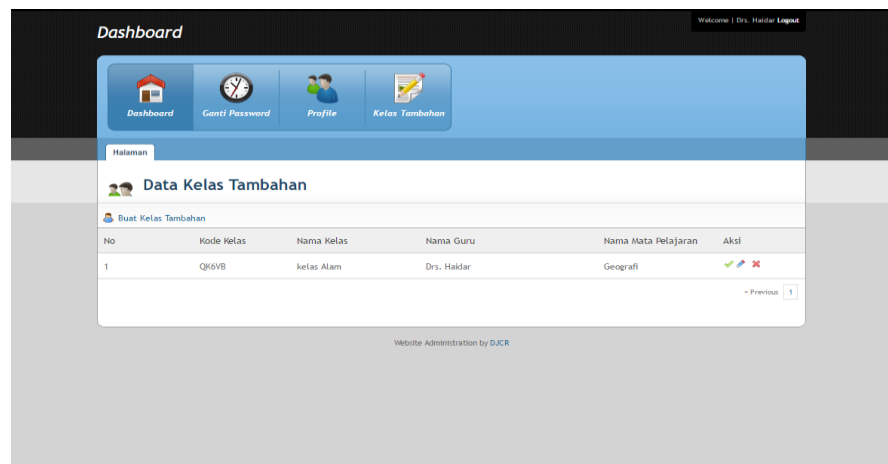 Dashboard
Welcome | Drs. Haidar Logout
Dashboard Ganti Password Profile Kelas Tambahan
Halaman
Data Kelas Tambahan
Buat Kelas Tambahan
No Kode Kelas Nama Kelas Nama Guru Nama Mata Pelajaran Aksi
1 QK6VB kelas Alam Drs. Haidar Geografi
« Previous 1
Website Administration by DJCR